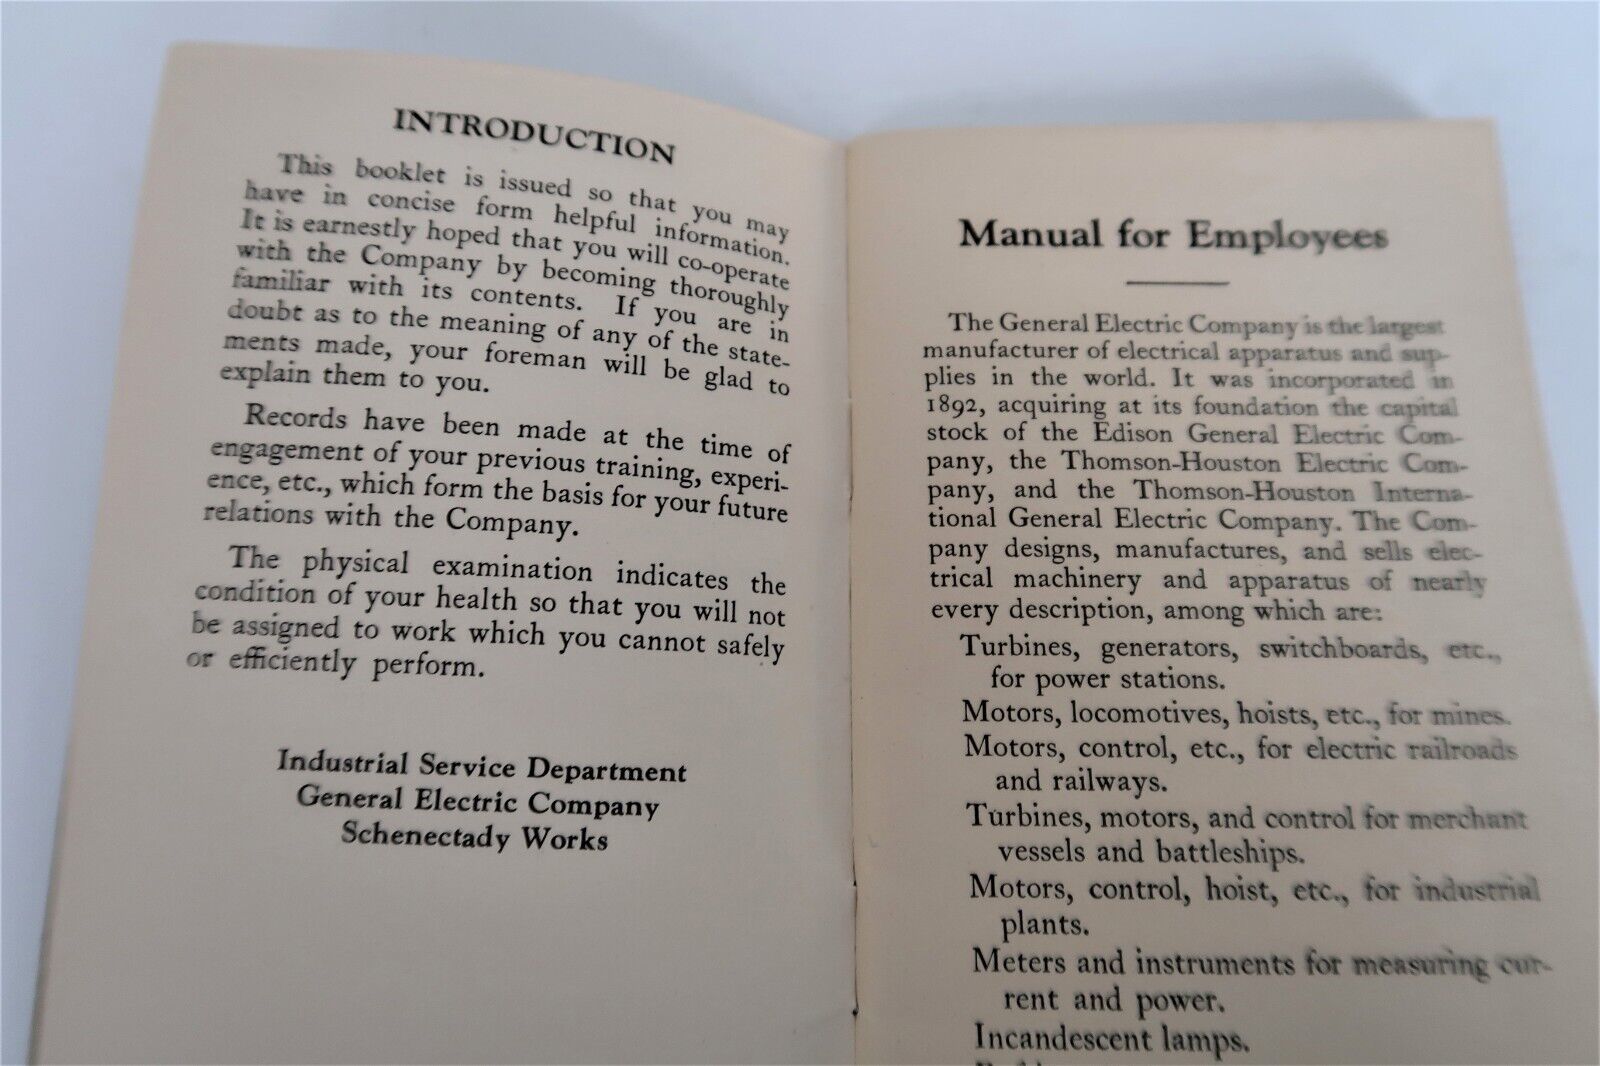 INTRODUCTION
This booklet is issued so that you may
have in concise form helpful information.
It is earnestly hoped that you will co-operate
with the Company by becoming thoroughly
familiar with its contents. If you are in
doubt as to the meaning of any of the state-
ments made, your foreman will be glad to
explain them to you.
Records have been made at the time of
engagement of your previous training, experi-
ence, etc., which form the basis for your future
relations with the Company.
The physical examination indicates the
condition of your health so that you will not
be assigned to work which you cannot safely
or efficiently perform.
Industrial Service Department
General Electric Company
Schenectady Works
Manual for Employees
The General Electric Company is the largest
manufacturer of electrical apparatus and sup-
plies in the world. It was incorporated in
1892, acquiring at its foundation the capital
stock of the Edison General Electric Com-
pany, the Thomson-Houston Electric Com-
pany, and the Thomson-Houston Interna-
tional General Electric Company. The Com-
pany designs, manufactures, and sells elec-
trical machinery and apparatus of nearly
every description, among which are:
Turbines, generators, switchboards, etc.,
for power stations.
Motors, locomotives, hoists, etc., for mines.
Motors, control, etc., for electric railroads
and railways.
Turbines, motors, and control for merchant
vessels and battleships.
Motors, control, hoist, etc., for industrial
plants.
Meters and instruments for measuring cur-
rent and power.
Incandescent lamps.